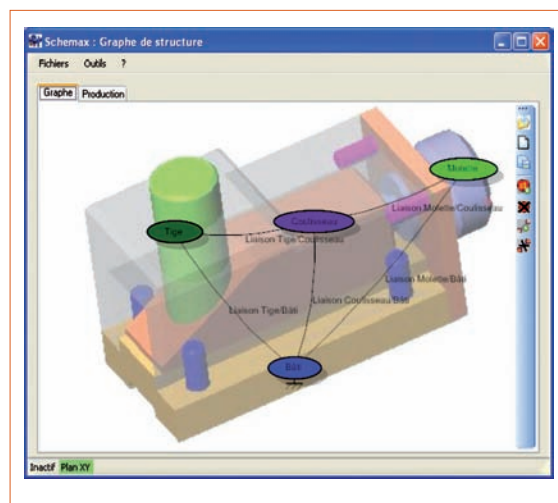 Schemax : Graphe de structure
Fichiers Outils ?
Graphe Production
Molette
Liaison Molette/Coulisseau
Coulisseau
Tige
Liaison Tige/Coulisseau
Liaison Molette/Bâti
Liaison Coulisseau/Bâti
Liaison Tige/Bâti
Bâti
Inactif Plan XY